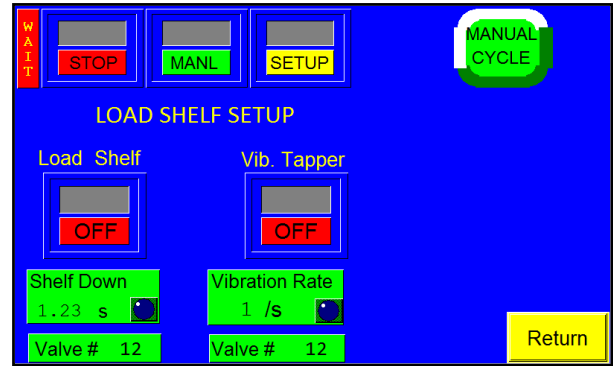 WAIT
STOP
MANL
SETUP
MANUAL
CYCLE
LOAD SHELF SETUP
Load Shelf
Vib. Tapper
OFF
OFF
Shelf Down
1.23 s
Vibration Rate
1 /s
Valve # 12
Valve # 12
Return